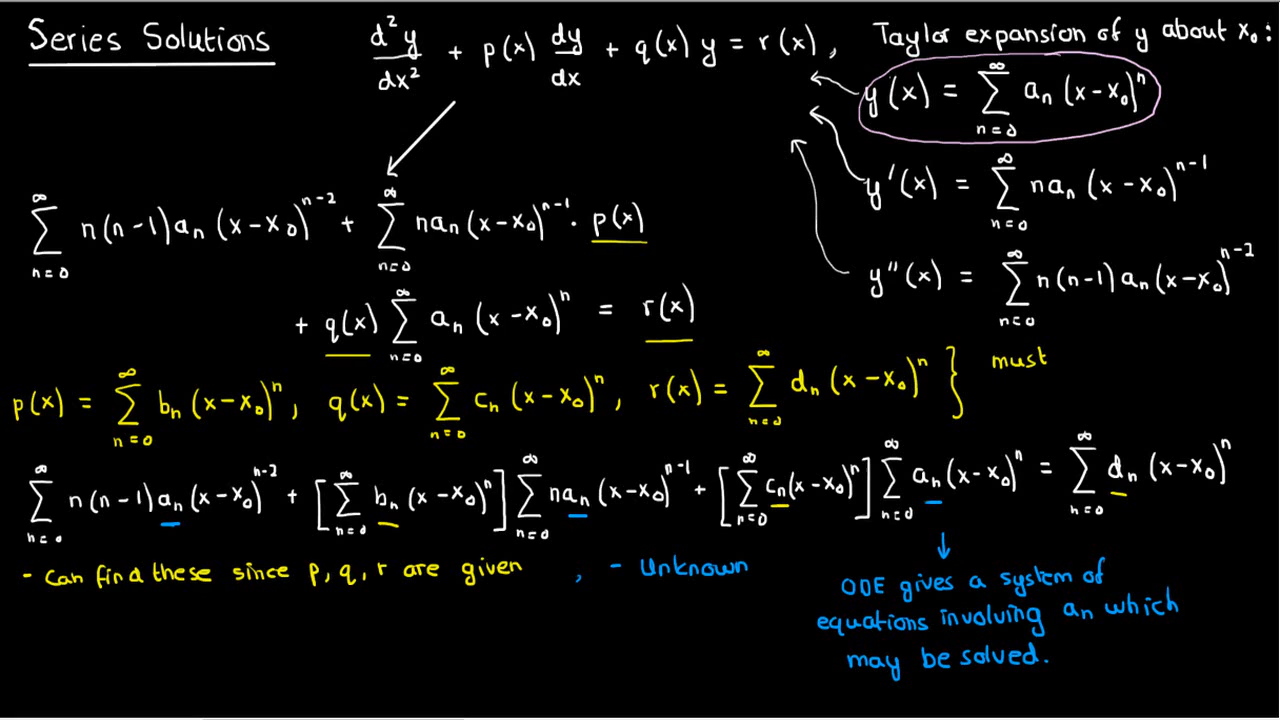 Series Solutions
d²y/dx² + p(x) dy/dx + q(x) y = r(x) , Taylor expansion of y about x₀ :
y(x) = ∑_{n=0}^{∞} aₙ (x-x₀)ⁿ
y'(x) = ∑_{n=0}^{∞} naₙ (x-x₀)ⁿ⁻¹
∑_{n=0}^{∞} n(n-1)aₙ (x-x₀)ⁿ⁻² + ∑_{n=0}^{∞} naₙ (x-x₀)ⁿ⁻¹ · p(x)
y''(x) = ∑_{n=0}^{∞} n(n-1) aₙ (x-x₀)ⁿ⁻²
+ q(x) ∑_{n=0}^{∞} aₙ (x-x₀)ⁿ = r(x)
p(x) = ∑_{n=0}^{∞} bₙ (x-x₀)ⁿ, q(x) = ∑_{n=0}^{∞} cₙ (x-x₀)ⁿ, r(x) = ∑_{n=0}^{∞} dₙ (x-x₀)ⁿ } must
∑_{n=0}^{∞} n(n-1)aₙ (x-x₀)ⁿ⁻² + [∑_{n=0}^{∞} bₙ (x-x₀)ⁿ] ∑_{n=0}^{∞} naₙ (x-x₀)ⁿ⁻¹ + [∑_{n=0}^{∞} cₙ(x-x₀)ⁿ] ∑_{n=0}^{∞} aₙ(x-x₀)ⁿ = ∑_{n=0}^{∞} dₙ (x-x₀)ⁿ
- Can find these since p, q, r are given , - Unknown
ODE gives a system of
equations involving aₙ which
may be solved.